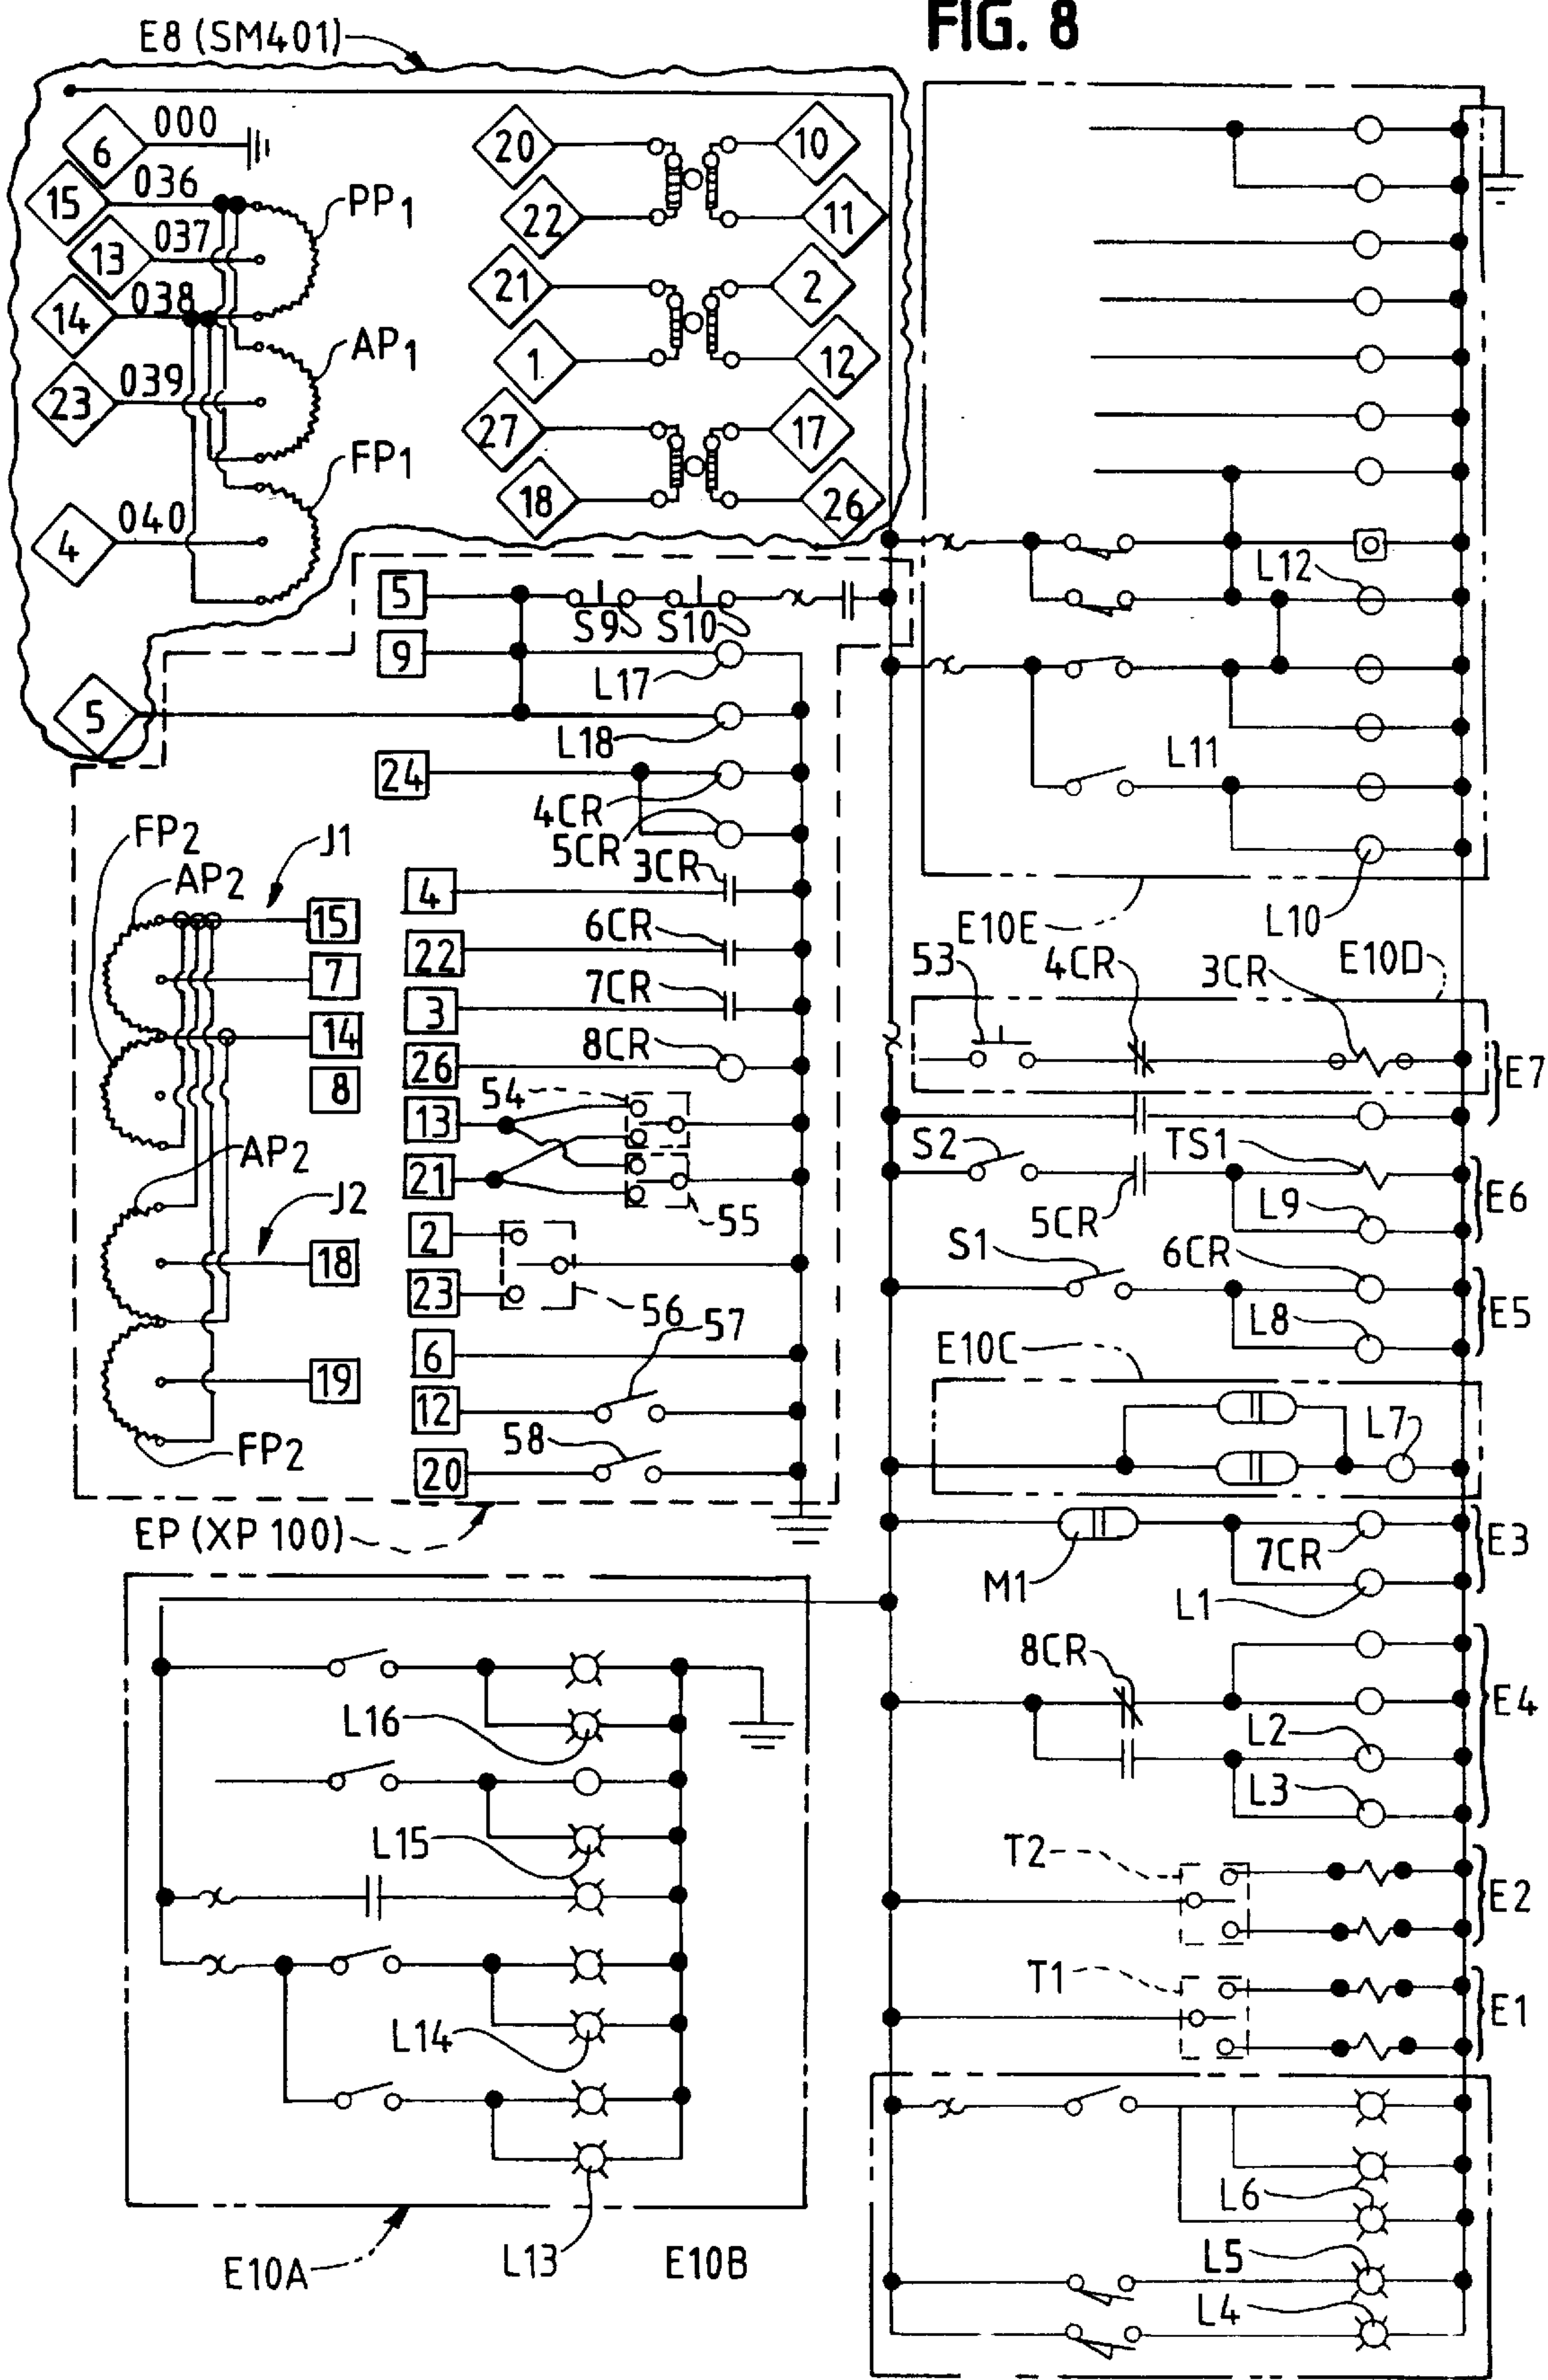 FIG. 8
E8 (SM401)
6
000
15
036
PP1
13
037
14
038
AP1
23
039
FP1
4
040
20
10
22
11
21
2
1
12
27
17
18
26
5
5
S9
S10
9
L17
L18
24
4CR
5CR
L12
L11
L10
E10E
FP2
AP2
J1
15
7
14
8
AP2
J2
18
19
FP2
3CR
4
6CR
22
7CR
3
8CR
26
54
13
21
55
2
23
56
57
6
12
58
20
EP (XP 100)
53
4CR
3CR
E10D
E7
S2
TS1
5CR
L9
E6
S1
6CR
L8
E5
E10C
L7
M1
7CR
L1
E3
8CR
L2
L3
E4
T2
E2
T1
E1
L16
L15
L14
L13
E10A
E10B
L6
L5
L4